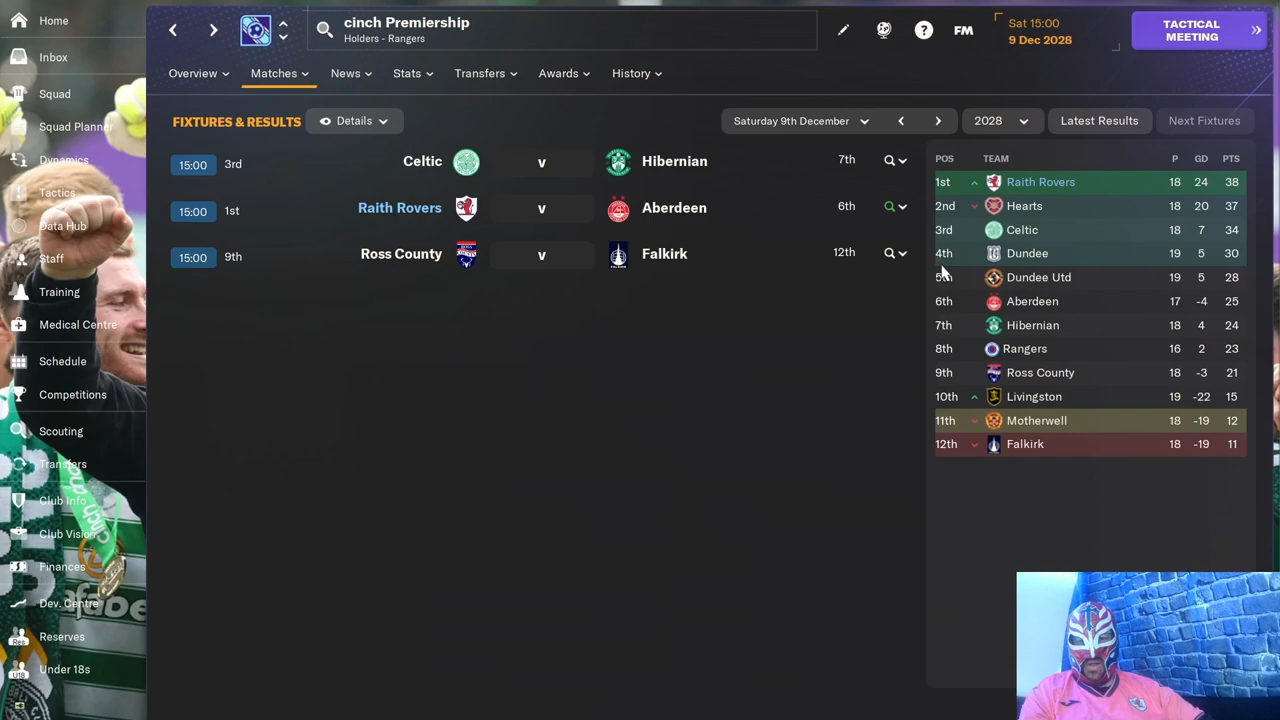 Home
Inbox
Squad
Squad Planner
Dynamics
Tactics
Data Hub
Staff
Training
Medical Centre
Schedule
Competitions
Scouting
Transfers
Club Info
Club Vision
Finances
Dev. Centre
Reserves
Under 18s
cinch Premiership
Holders - Rangers
FM
Sat 15:00
9 Dec 2028
TACTICAL
MEETING
Overview Matches News Stats Transfers Awards History
FIXTURES & RESULTS Details Saturday 9th December 2028 Latest Results Next Fixtures
15:00 3rd Celtic v Hibernian 7th
15:00 1st Raith Rovers v Aberdeen 6th
15:00 9th Ross County v Falkirk 12th
POS TEAM P GD PTS
1st Raith Rovers 18 24 38
2nd Hearts 18 20 37
3rd Celtic 18 7 34
4th Dundee 19 5 30
5th Dundee Utd 19 5 28
6th Aberdeen 17 -4 25
7th Hibernian 18 4 24
8th Rangers 16 2 23
9th Ross County 18 -3 21
10th Livingston 19 -22 15
11th Motherwell 18 -19 12
12th Falkirk 18 -19 11